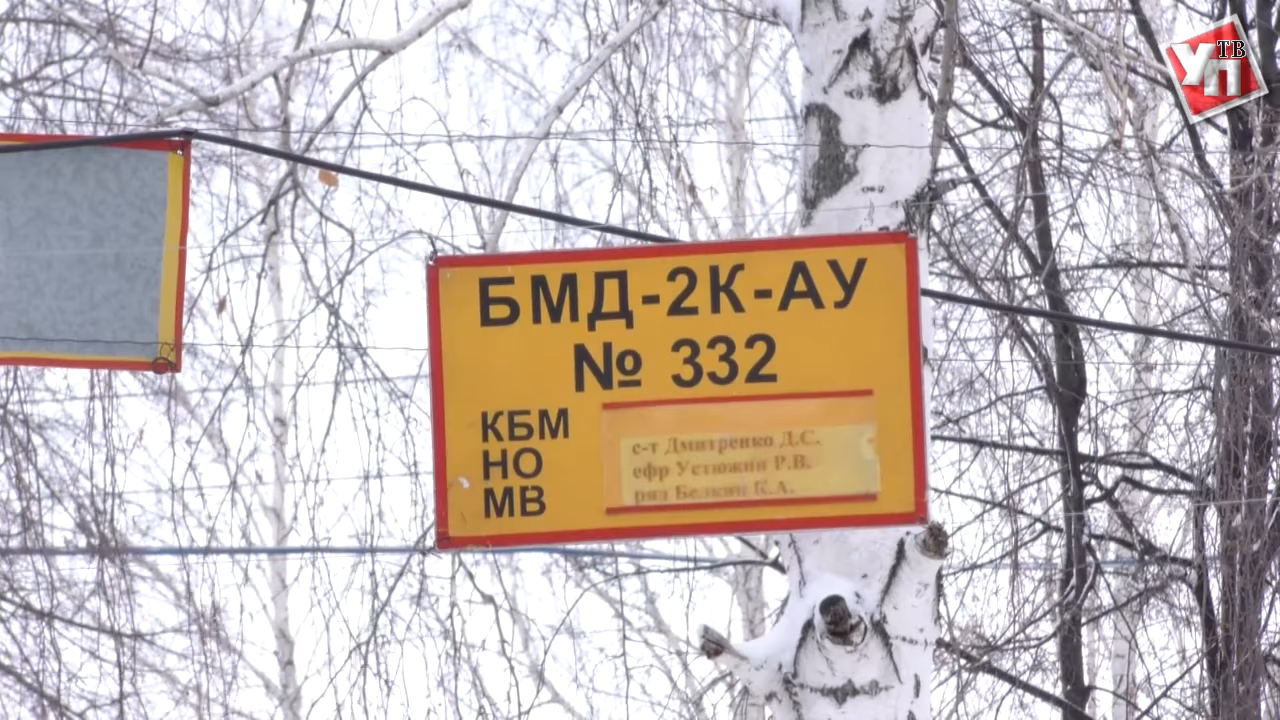 УП ТВ
БМД-2К-АУ
№ 332
КБМ с-т Дмитренко Д.С.
НО ефр Устюжин Р.В.
МВ ряд Белкин К.А.